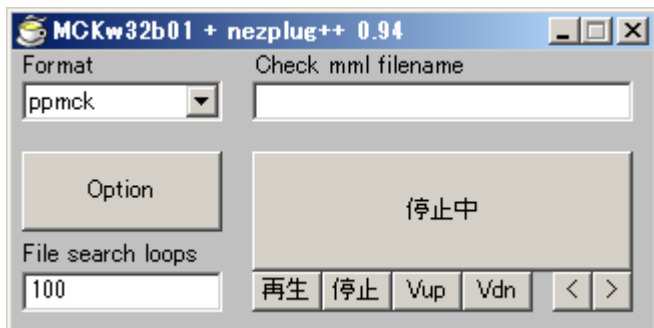 MCKw32b01 + nezplug++ 0.94
Format
Check mml filename
ppmck
Option
停止中
File search loops
100
再生 停止 Vup Vdn < >